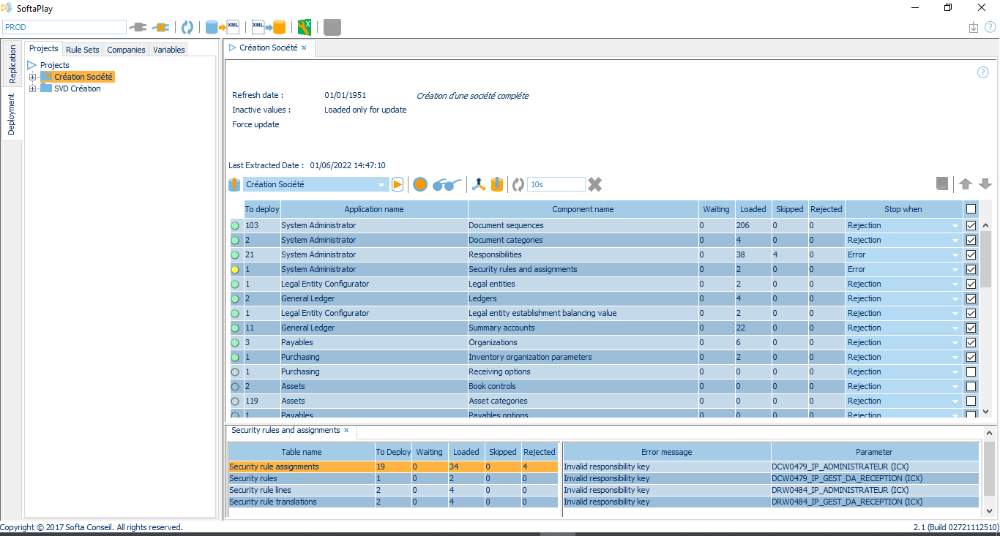 SoftaPlay
PROD
XML XML X
Replication
Deployment
Projects Rule Sets Companies Variables
Projects
Création Société
SVD Création
Création Société ×
Refresh date : 01/01/1951 Création d'une société complète
Inactive values : Loaded only for update
Force update
Last Extracted Date : 01/06/2022 14:47:10
Création Société 10s
To deploy Application name Component name Waiting Loaded Skipped Rejected Stop when
103 System Administrator Document sequences 0 206 0 0 Rejection
2 System Administrator Document categories 0 4 0 0 Rejection
21 System Administrator Responsibilities 0 38 4 0 Error
1 System Administrator Security rules and assignments 0 2 0 0 Error
1 Legal Entity Configurator Legal entities 0 2 0 0 Rejection
2 General Ledger Ledgers 0 4 0 0 Rejection
1 Legal Entity Configurator Legal entity establishment balancing value 0 2 0 0 Rejection
11 General Ledger Summary accounts 0 22 0 0 Rejection
3 Payables Organizations 0 6 0 0 Rejection
1 Purchasing Inventory organization parameters 0 2 0 0 Rejection
1 Purchasing Receiving options 0 0 0 0 Rejection
2 Assets Book controls 0 0 0 0 Rejection
119 Assets Asset categories 0 0 0 0 Rejection
1 Payables Payables options 0 0 0 0 Rejection
Security rules and assignments ×
Table name To Deploy Waiting Loaded Skipped Rejected
Security rule assignments 19 0 34 0 4
Security rules 1 0 2 0 0
Security rule lines 2 0 4 0 0
Security rule translations 2 0 4 0 0
Error message Parameter
Invalid responsibility key DCW0479_IP_ADMINISTRATEUR (ICX)
Invalid responsibility key DCW0479_IP_GEST_DA_RECEPTION (ICX)
Invalid responsibility key DRW0484_IP_ADMINISTRATEUR (ICX)
Invalid responsibility key DRW0484_IP_GEST_DA_RECEPTION (ICX)
Copyright © 2017 Softa Conseil. All rights reserved. 2.1 (Build 02721112510)